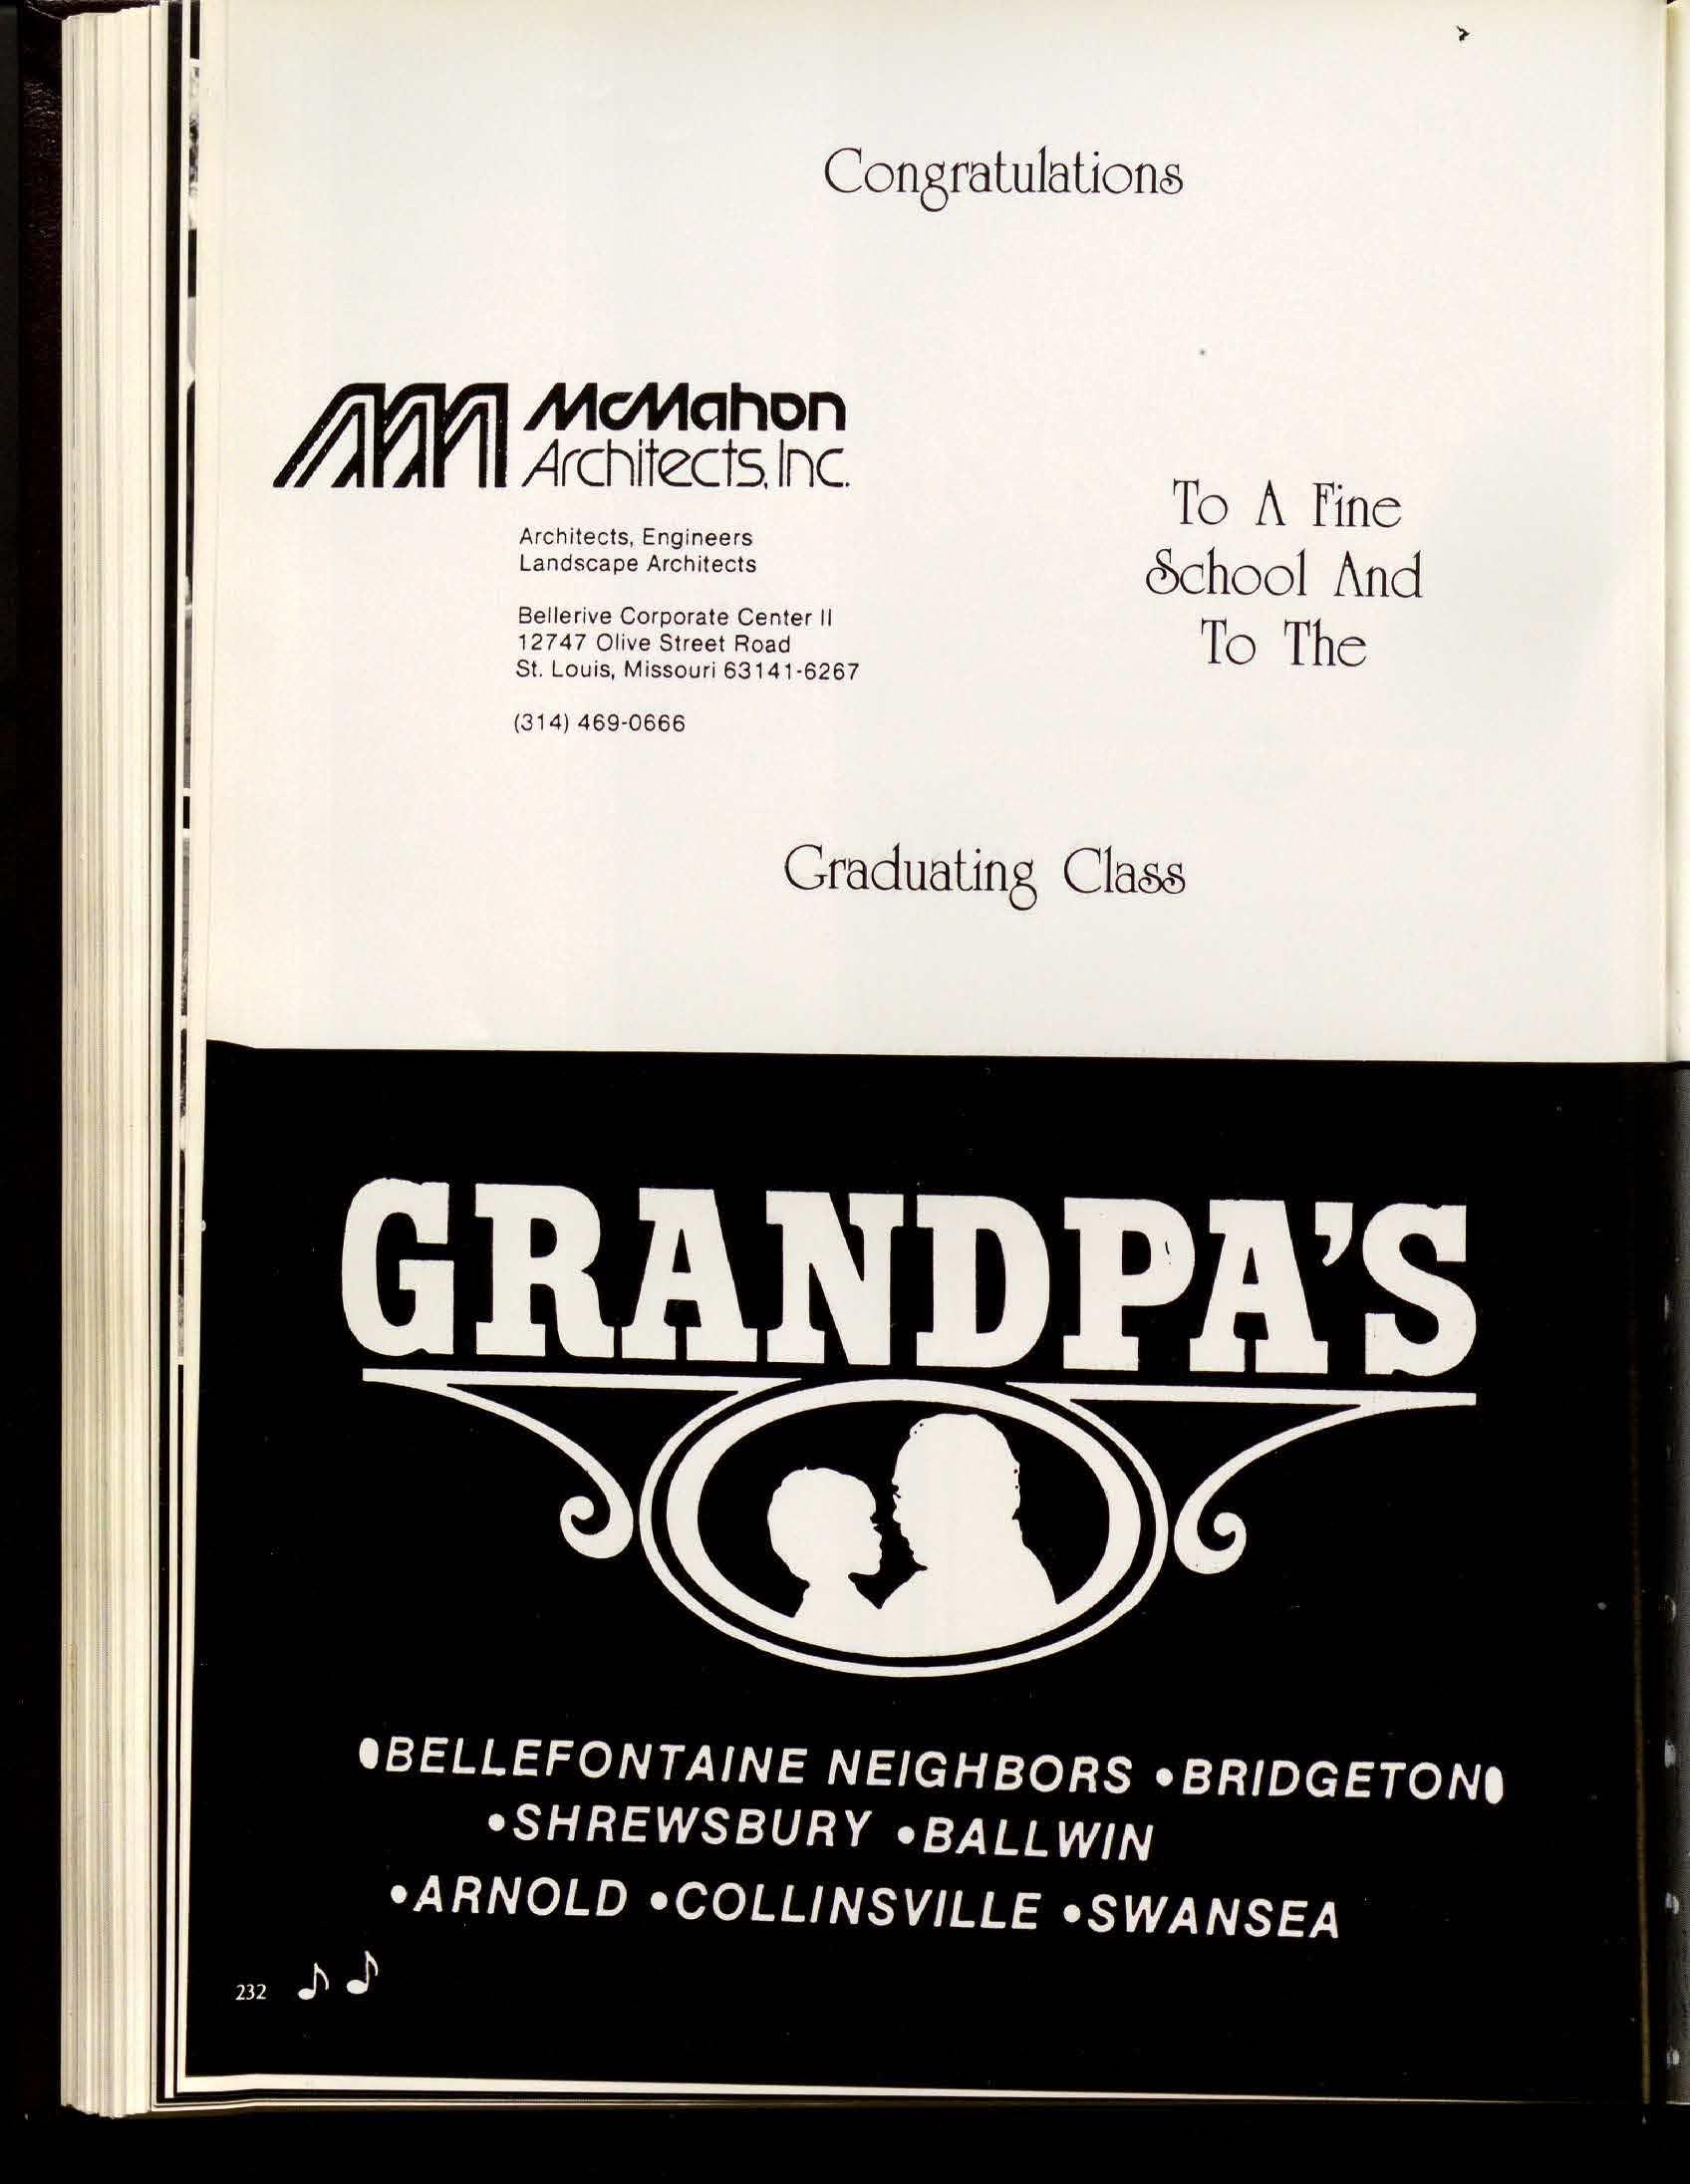 Congratulations
McMahon
Architects, Inc.
Architects, Engineers
Landscape Architects
Bellerive Corporate Center II
12747 Olive Street Road
St. Louis, Missouri 63141-6267
(314) 469-0666
To A Fine
School And
To The
Graduating Class
GRANDPA'S
•BELLEFONTAINE NEIGHBORS •BRIDGETON•
•SHREWSBURY •BALLWIN
•ARNOLD •COLLINSVILLE •SWANSEA
232